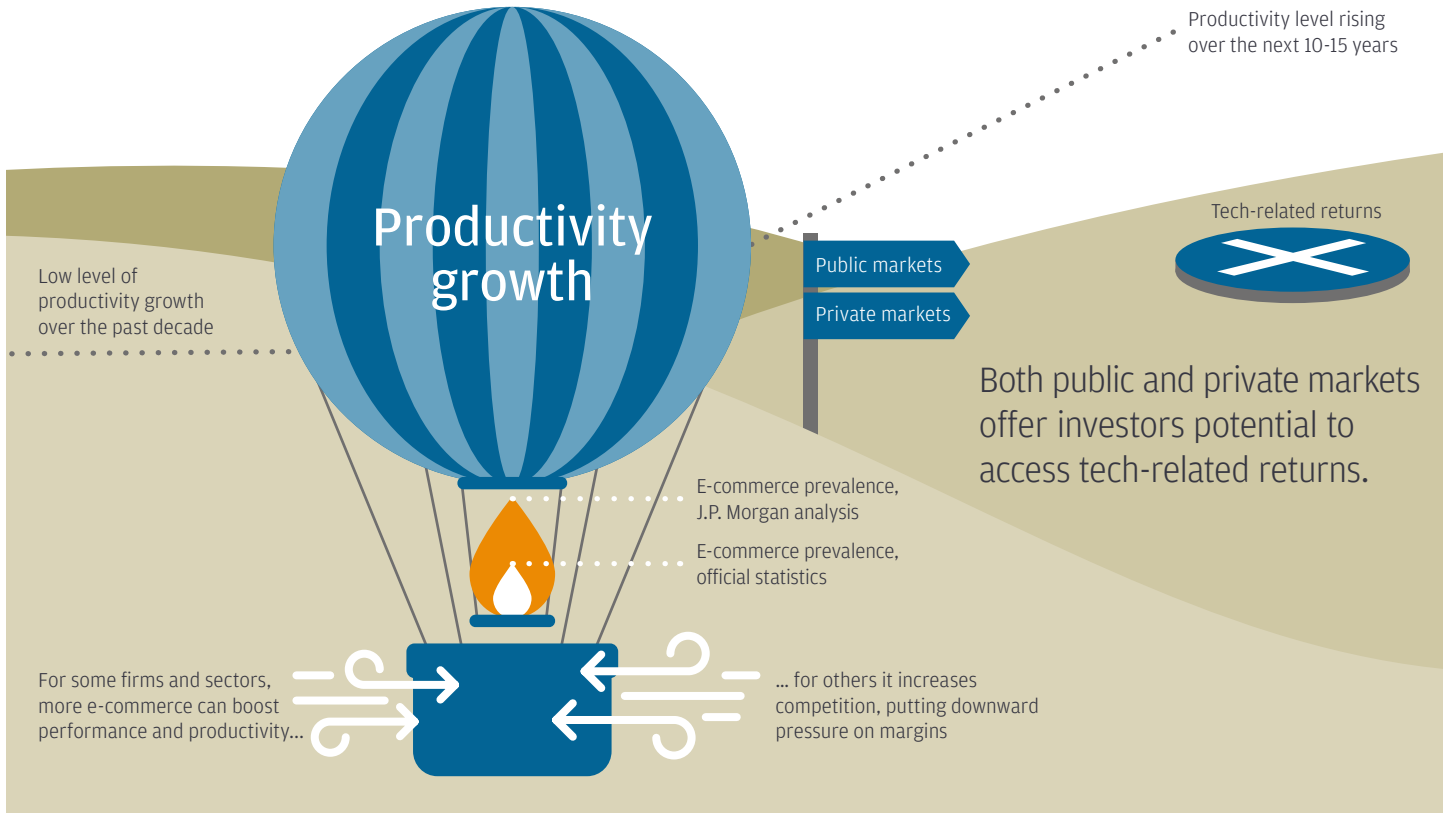 Productivity level rising
over the next 10-15 years
Productivity
growth
Tech-related returns
Public markets
Private markets
Low level of
productivity growth
over the past decade
Both public and private markets
offer investors potential to
access tech-related returns.
E-commerce prevalence,
J.P. Morgan analysis
E-commerce prevalence,
official statistics
For some firms and sectors,
more e-commerce can boost
performance and productivity...
... for others it increases
competition, putting downward
pressure on margins